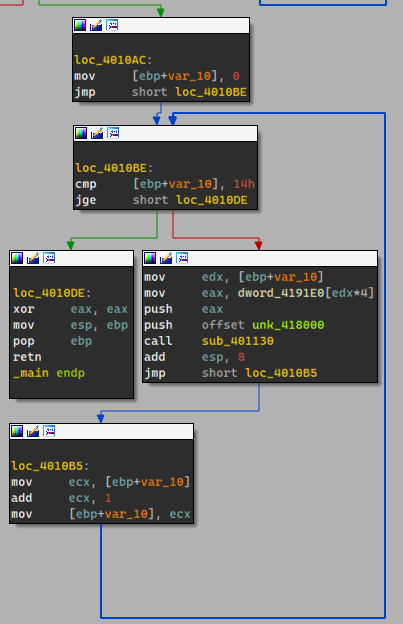 loc_4010AC:
mov [ebp+var_10], 0
jmp short loc_4010BE
loc_4010BE:
cmp [ebp+var_10], 14h
jge short loc_4010DE
loc_4010DE:
xor eax, eax
mov esp, ebp
pop ebp
retn
_main endp
mov edx, [ebp+var_10]
mov eax, dword_4191E0[edx*4]
push eax
push offset unk_418000
call sub_401130
add esp, 8
jmp short loc_4010B5
loc_4010B5:
mov ecx, [ebp+var_10]
add ecx, 1
mov [ebp+var_10], ecx